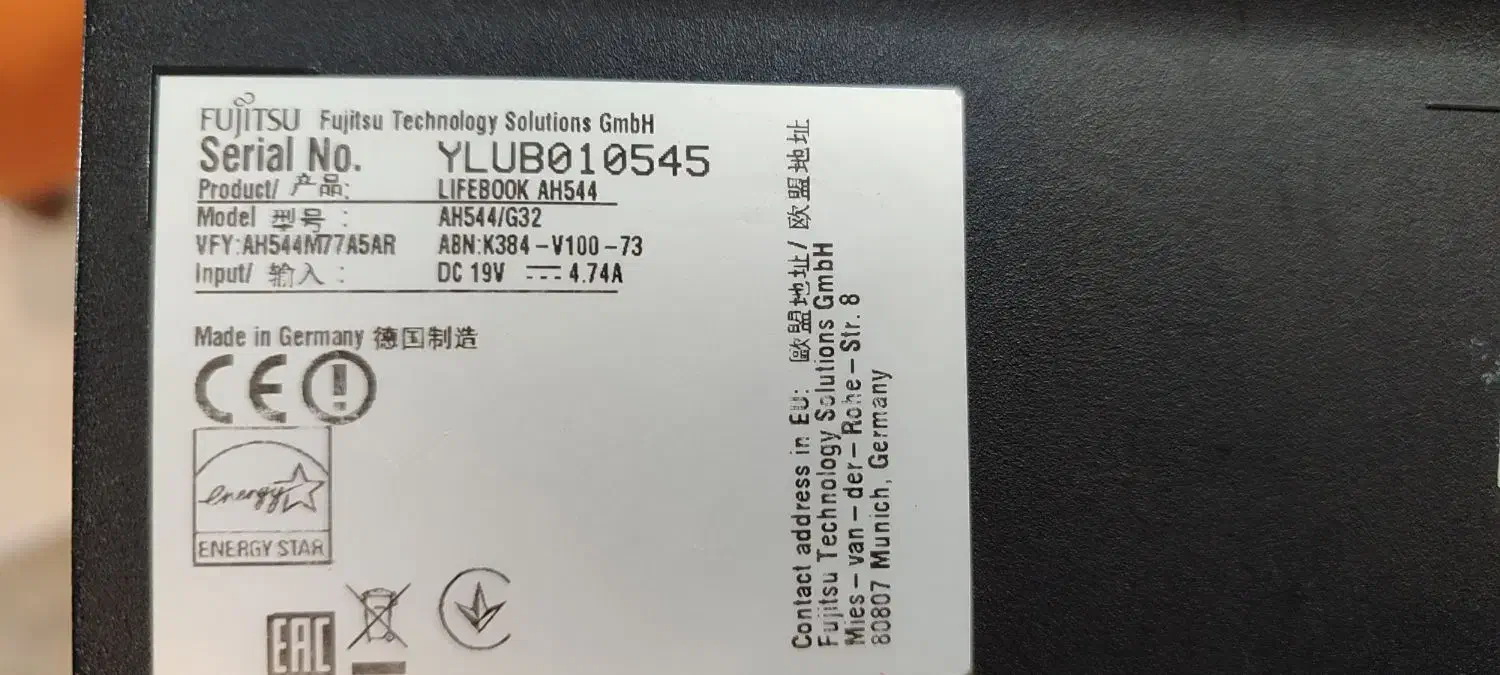 FUJITSU Fujitsu Technology Solutions GmbH
Serial No. YLUB010545
Product/ 产品: LIFEBOOK AH544
Model 型号 : AH544/G32
VFY:AH544M77A5AR ABN:K384-V100-73
Input/ 输入 : DC 19V 4.74A
Made in Germany 德国制造
CE
energy
ENERGY STAR
EAC
Contact address in EU: 歐盟地址/ 欧盟地址
Fujitsu Technology Solutions GmbH
Mies-van-der-Rohe-Str. 8
80807 Munich, Germany